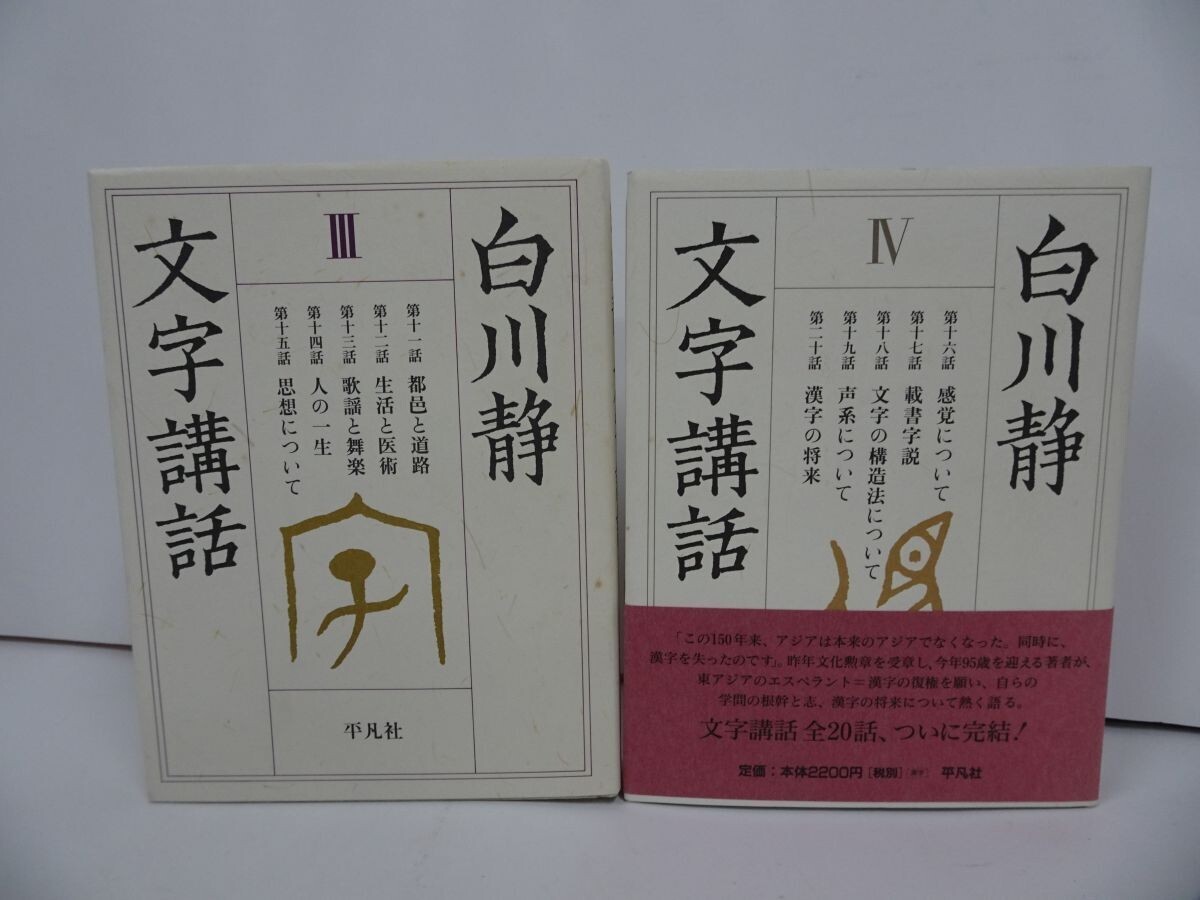 白川静
Ⅲ
第十一話 都邑と道路
第十二話 生活と医術
第十三話 歌謡と舞楽
第十四話 人の一生
第十五話 思想について
文字講話
平凡社
白川静
Ⅳ
第十六話 感覚について
第十七話 載書字説
第十八話 文字の構造法について
第十九話 声系について
第二十話 漢字の将来
文字講話
「この150年来、アジアは本来のアジアでなくなった。同時に、
漢字を失ったのです」。昨年文化勲章を受章し、今年95歳を迎える著者が、
東アジアのエスペラント＝漢字の復権を願い、自らの
学問の根幹と志、漢字の将来について熱く語る。
文字講話 全20話、ついに完結!
定価：本体2200円［税別］ 平凡社